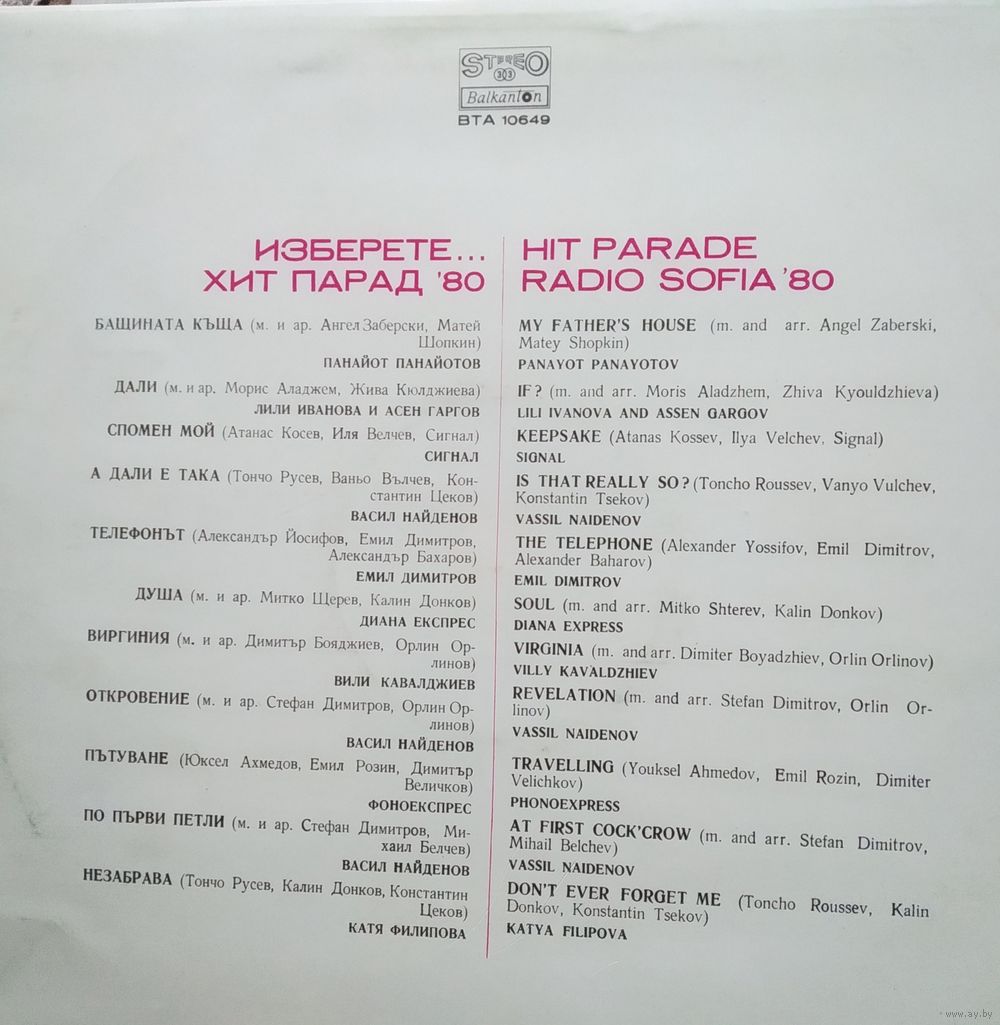 STEREO
303
Balkanton
BTA 10649
ИЗБЕРЕТЕ...
ХИТ ПАРАД '80
БАЩИНАТА КЪЩА (м. и ар. Ангел Заберски, Матей
Шопкин)
ПАНАЙОТ ПАНАЙОТОВ
ДАЛИ (м. и ар. Морис Аладжем, Жива Кюлджиева)
ЛИЛИ ИВАНОВА И АСЕН ГАРГОВ
СПОМЕН МОЙ (Атанас Косев, Иля Велчев, Сигнал)
СИГНАЛ
А ДАЛИ Е ТАКА (Тончо Русев, Ваньо Вълчев, Кон-
стантин Цеков)
ВАСИЛ НАЙДЕНОВ
ТЕЛЕФОНЪТ (Александър Йосифов, Емил Димитров,
Александър Бахаров)
ЕМИЛ ДИМИТРОВ
ДУША (м. и ар. Митко Щерев, Калин Донков)
ДИАНА ЕКСПРЕС
ВИРГИНИЯ (м. и ар. Димитър Бояджиев, Орлин Ор-
линов)
ВИЛИ КАВАЛДЖИЕВ
ОТКРОВЕНИЕ (м. и ар. Стефан Димитров, Орлин Ор-
линов)
ВАСИЛ НАЙДЕНОВ
ПЪТУВАНЕ (Юксел Ахмедов, Емил Розин, Димитър
Величков)
ФОНОЕКСПРЕС
ПО ПЪРВИ ПЕТЛИ (м. и ар. Стефан Димитров, Ми-
хаил Белчев)
ВАСИЛ НАЙДЕНОВ
НЕЗАБРАВА (Тончо Русев, Калин Донков, Константин
Цеков)
КАТЯ ФИЛИПОВА
HIT PARADE
RADIO SOFIA '80
MY FATHER'S HOUSE (m. and arr. Angel Zaberski,
Matey Shopkin)
PANAYOT PANAYOTOV
IF? (m. and arr. Moris Aladzhem, Zhiva Kyouldzhieva)
LILI IVANOVA AND ASSEN GARGOV
KEEPSAKE (Atanas Kossev, Ilya Velchev, Signal)
SIGNAL
IS THAT REALLY SO? (Toncho Roussev, Vanyo Vulchev,
Konstantin Tsekov)
VASSIL NAIDENOV
THE TELEPHONE (Alexander Yossifov, Emil Dimitrov,
Alexander Baharov)
EMIL DIMITROV
SOUL (m. and arr. Mitko Shterev, Kalin Donkov)
DIANA EXPRESS
VIRGINIA (m. and arr. Dimiter Boyadzhiev, Orlin Orlinov)
VILLY KAVALDZHIEV
REVELATION (m. and arr. Stefan Dimitrov, Orlin Or-
linov)
VASSIL NAIDENOV
TRAVELLING (Youksel Ahmedov, Emil Rozin, Dimiter
Velichkov)
PHONOEXPRESS
AT FIRST COCK'CROW (m. and arr. Stefan Dimitrov,
Mihail Belchev)
VASSIL NAIDENOV
DON'T EVER FORGET ME (Toncho Roussev, Kalin
Donkov, Konstantin Tsekov)
KATYA FILIPOVA
www.ay.by